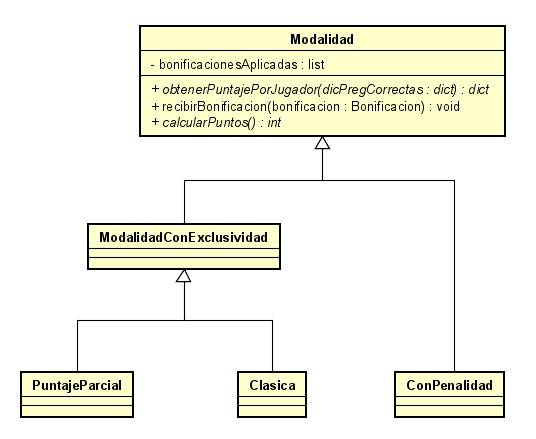 Modalidad
- bonificacionesAplicadas : list
+ obtenerPuntajePorJugador(dicPregCorrectas : dict) : dict
+ recibirBonificacion(bonificacion : Bonificacion) : void
+ calcularPuntos() : int
ModalidadConExclusividad
PuntajeParcial
Clasica
ConPenalidad